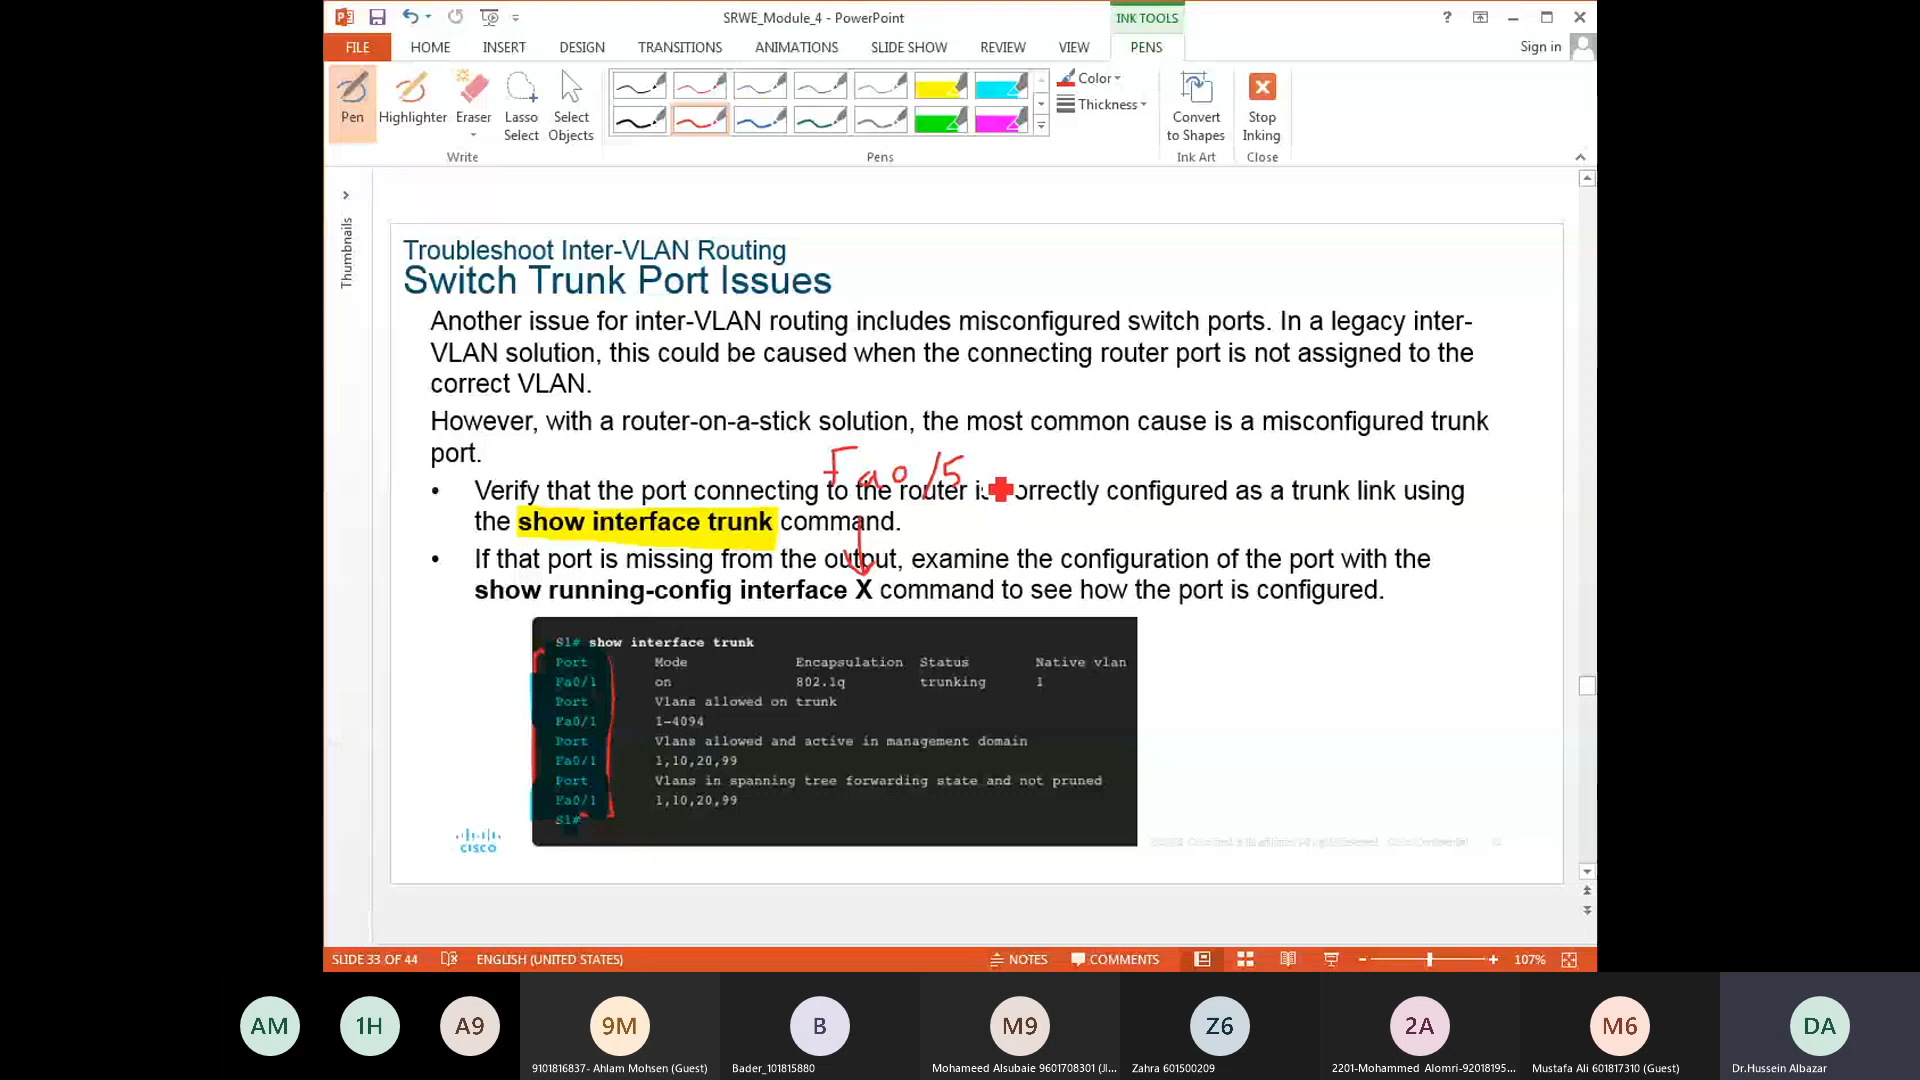 SRWE_Module_4 - PowerPoint
INK TOOLS
?
FILE
HOME
INSERT
DESIGN
TRANSITIONS
ANIMATIONS
SLIDE SHOW
REVIEW
VIEW
PENS
Sign in
Pen
Highlighter
Eraser
Lasso
Select
Select
Objects
Color
Thickness
Convert
to Shapes
Stop
Inking
Write
Pens
Ink Art
Close
Thumbnails
Troubleshoot Inter-VLAN Routing
Switch Trunk Port Issues
Another issue for inter-VLAN routing includes misconfigured switch ports. In a legacy inter-
VLAN solution, this could be caused when the connecting router port is not assigned to the
correct VLAN.
However, with a router-on-a-stick solution, the most common cause is a misconfigured trunk
port.
Fa0/5
• Verify that the port connecting to the router is orrectly configured as a trunk link using
the show interface trunk command.
• If that port is missing from the output, examine the configuration of the port with the
show running-config interface X command to see how the port is configured.
S1# show interface trunk
Port Mode Encapsulation Status Native vlan
Fa0/1 on 802.1q trunking 1
Port Vlans allowed on trunk
Fa0/1 1-4094
Port Vlans allowed and active in management domain
Fa0/1 1,10,20,99
Port Vlans in spanning tree forwarding state and not pruned
Fa0/1 1,10,20,99
S1#
CISCO
SLIDE 33 OF 44
ENGLISH (UNITED STATES)
NOTES
COMMENTS
107%
AM
1H
A9
9M
B
M9
Z6
2A
M6
DA
9101816837- Ahlam Mohsen (Guest)
Bader_101815880
Mohameed Alsubaie 9601708301 (JI...
Zahra 601500209
2201-Mohammed Alomri-92018195...
Mustafa Ali 601817310 (Guest)
Dr.Hussein Albazar